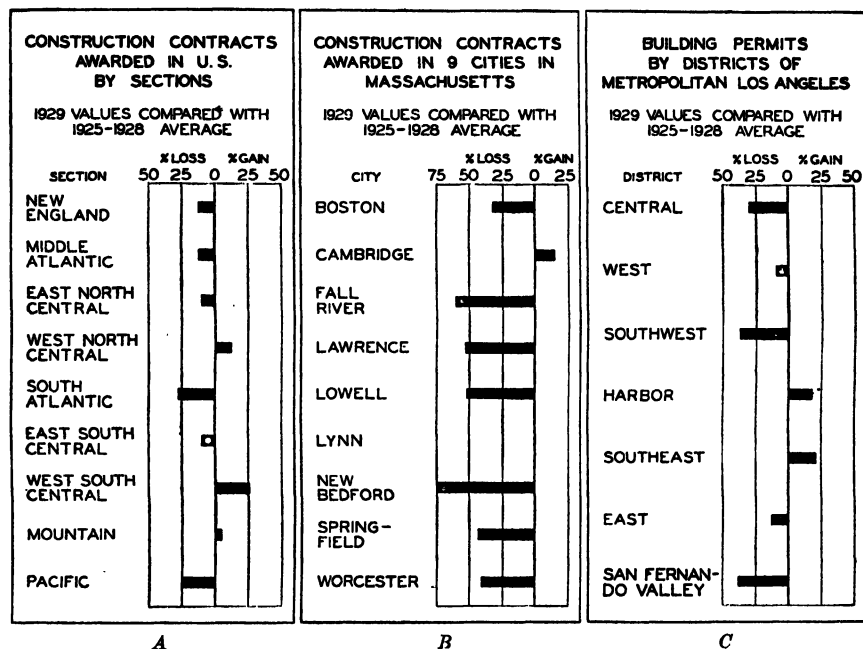 CONSTRUCTION CONTRACTS
AWARDED IN U.S.
BY SECTIONS
1929 VALUES COMPARED WITH
1925-1928 AVERAGE
% LOSS % GAIN
SECTION 50 25 0 25 50
NEW
ENGLAND
MIDDLE
ATLANTIC
EAST NORTH
CENTRAL
WEST NORTH
CENTRAL
SOUTH
ATLANTIC
EAST SOUTH
CENTRAL
WEST SOUTH
CENTRAL
MOUNTAIN
PACIFIC
A
CONSTRUCTION CONTRACTS
AWARDED IN 9 CITIES IN
MASSACHUSETTS
1929 VALUES COMPARED WITH
1925-1928 AVERAGE
% LOSS % GAIN
CITY 75 50 25 0 25
BOSTON
CAMBRIDGE
FALL
RIVER
LAWRENCE
LOWELL
LYNN
NEW
BEDFORD
SPRING-
FIELD
WORCESTER
B
BUILDING PERMITS
BY DISTRICTS OF
METROPOLITAN LOS ANGELES
1929 VALUES COMPARED WITH
1925-1928 AVERAGE
% LOSS % GAIN
DISTRICT 50 25 0 25 50
CENTRAL
WEST
SOUTHWEST
HARBOR
SOUTHEAST
EAST
SAN FERNAN-
DO VALLEY
C